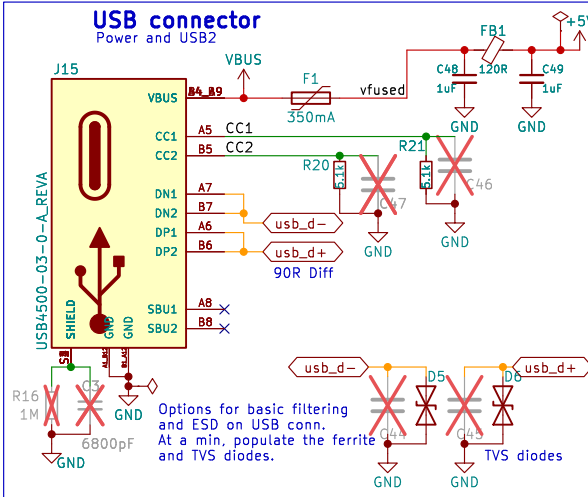 USB connector
Power and USB2
+5V
FB1
VBUS
J15
F1
C48
120R
C49
VBUS
B4_B9
vfused
1uF
1uF
350mA
GND
GND
CC1
A5
CC1
CC2
B5
CC2
R21
R20
5.1k
5.1k
C46
C47
DN1
A7
DN2
B7
usb_d-
DP1
A6
GND
GND
DP2
B6
usb_d+
90R Diff
USB4500-03-0-A_REVA
SBU1
A8
SBU2
B8
SHIELD
GND
GND
A1_B12
B1_A12
usb_d-
usb_d+
R16
C3
D5
D6
1M
GND
6800pF
C44
C45
Options for basic filtering
and ESD on USB conn.
At a min, populate the ferrite
and TVS diodes.
TVS diodes
GND
GND
GND